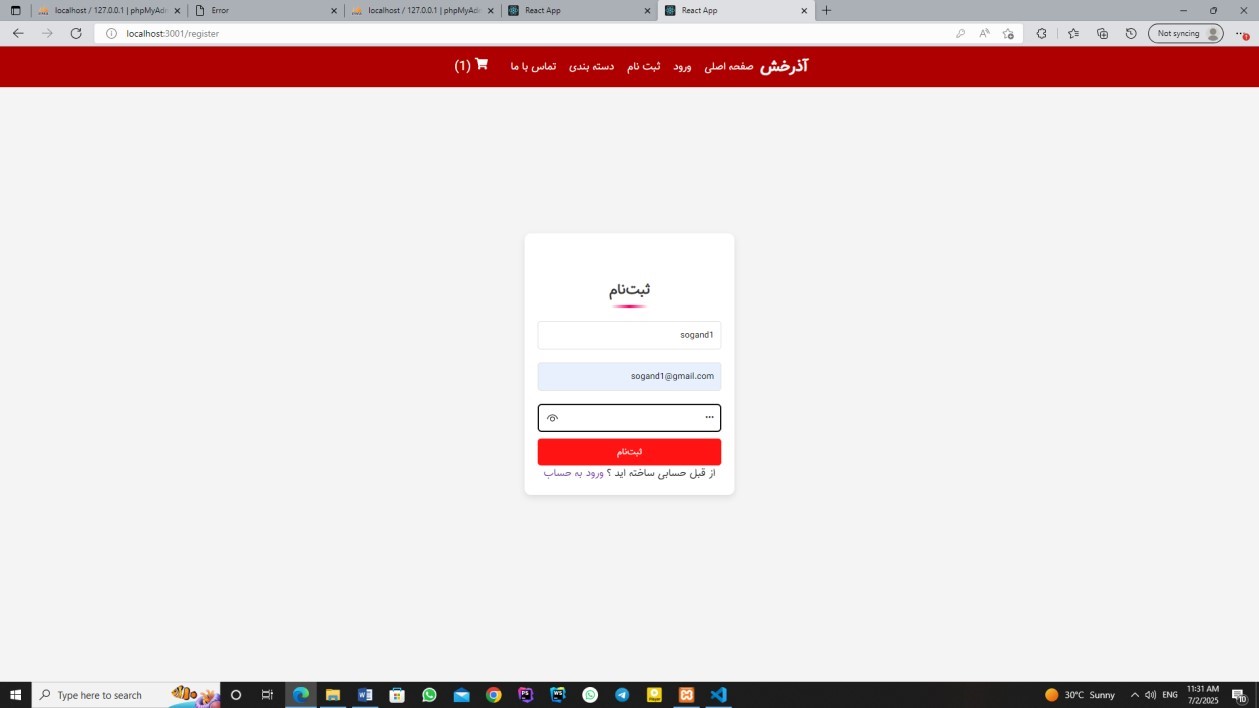 localhost / 127.0.0.1 | phpMyAdm
Error
localhost / 127.0.0.1 | phpMyAdm
React App
React App
localhost:3001/register
Not syncing
آذرخش صفحه اصلی ورود ثبت نام دسته بندی تماس با ما (1)
ثبت‌نام
sogand1
sogand1@gmail.com
•••
ثبت‌نام
از قبل حسابی ساخته اید ؟ ورود به حساب
Type here to search
30°C Sunny
ENG
11:31 AM
7/2/2025